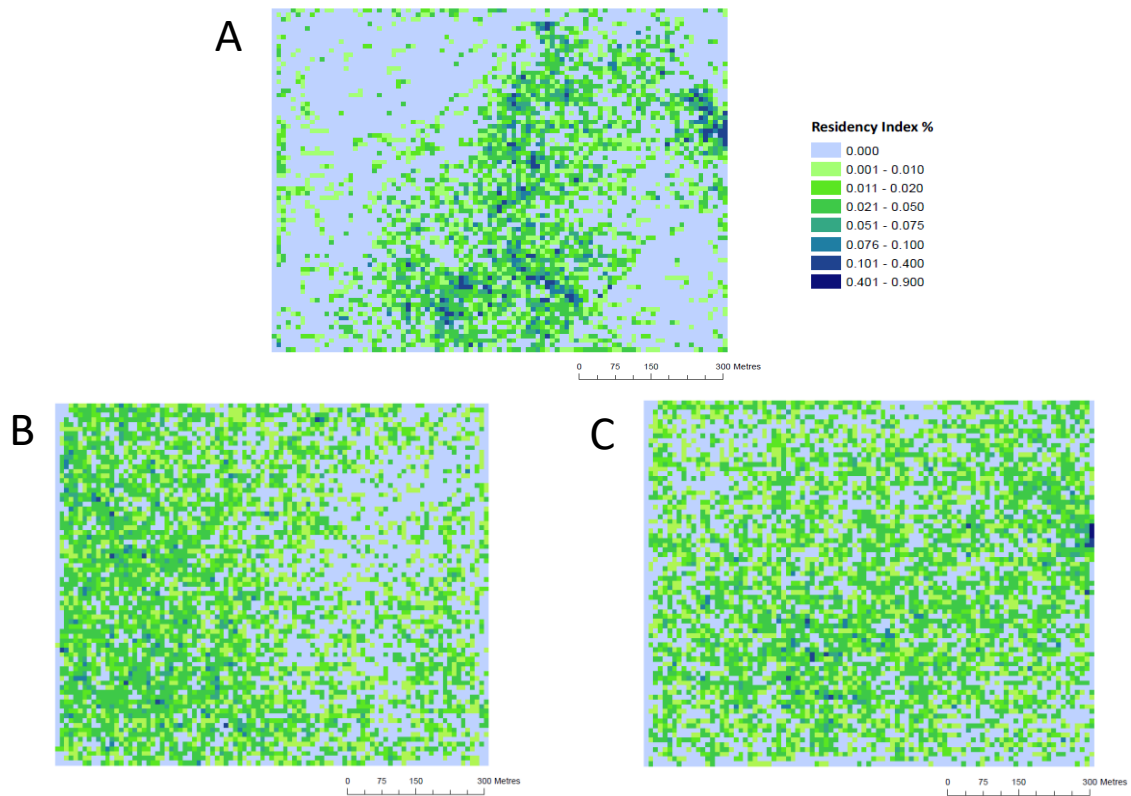 A
Residency Index %
0.000
0.001 - 0.010
0.011 - 0.020
0.021 - 0.050
0.051 - 0.075
0.076 - 0.100
0.101 - 0.400
0.401 - 0.900
0 75 150 300 Metres
B
C
0 75 150 300 Metres
0 75 150 300 Metres